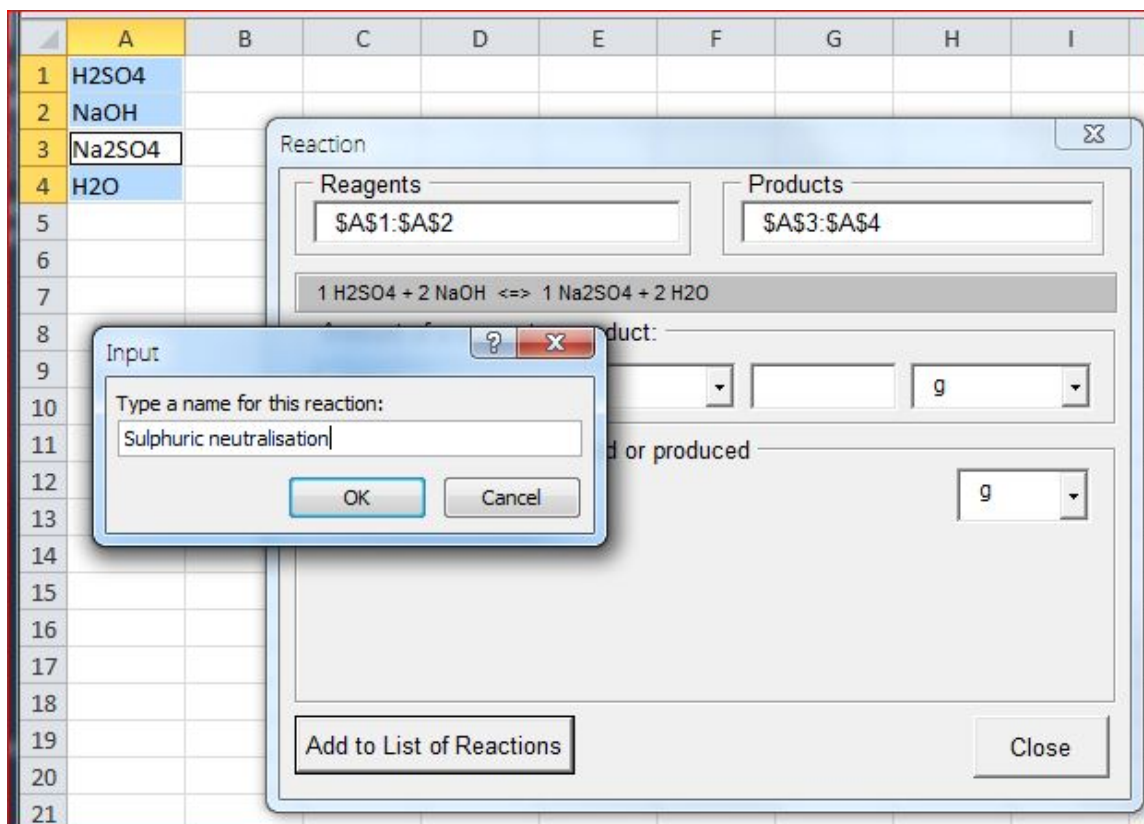 A B C D E F G H I
1 H2SO4
2 NaOH
3 Na2SO4
4 H2O
5
6
7
8
9
10
11
12
13
14
15
16
17
18
19
20
21
Reaction
Reagents Products
$A$1:$A$2 $A$3:$A$4
1 H2SO4 + 2 NaOH <=> 1 Na2SO4 + 2 H2O
duct:
g
d or produced
g
Add to List of Reactions Close
Input
Type a name for this reaction:
Sulphuric neutralisation
OK Cancel